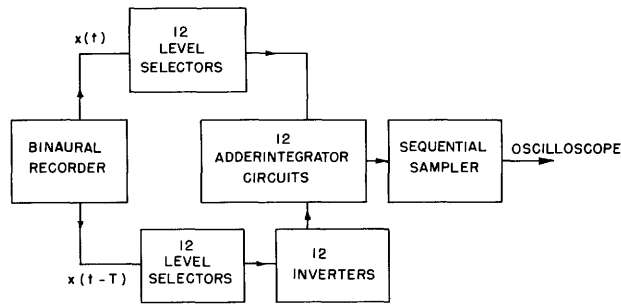 x(t)
12
LEVEL
SELECTORS
BINAURAL
RECORDER
12
ADDERINTEGRATOR
CIRCUITS
SEQUENTIAL
SAMPLER
OSCILLOSCOPE
x(t-T)
12
LEVEL
SELECTORS
12
INVERTERS